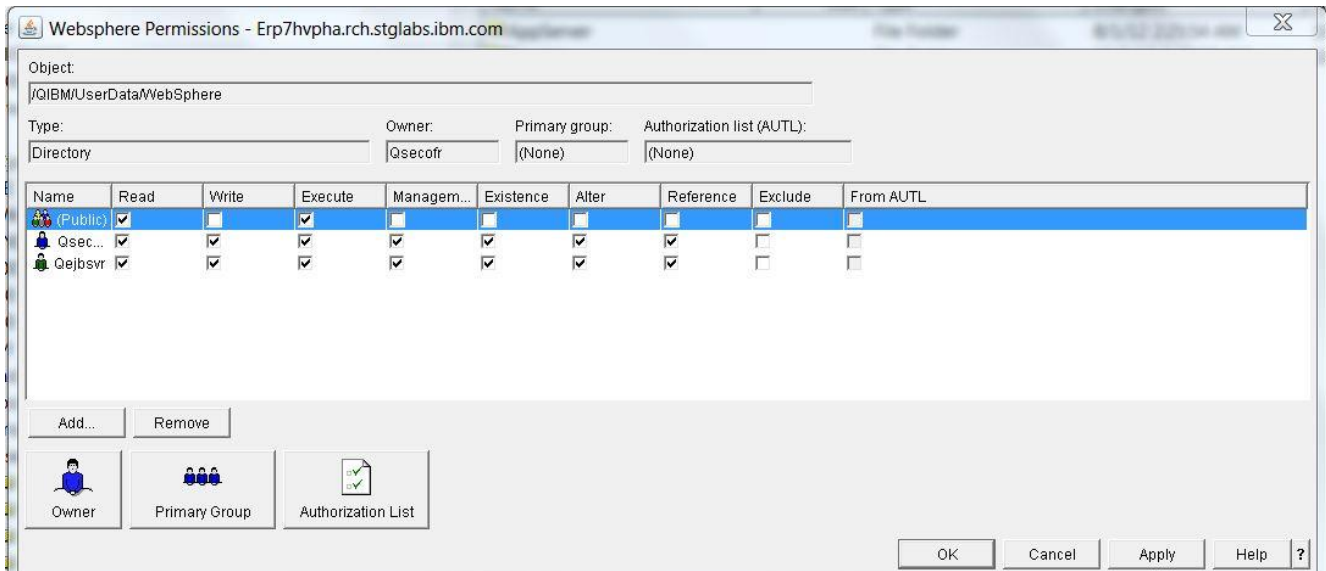 Websphere Permissions - Erp7hvpha.rch.stglabs.ibm.com
Object:
/QIBM/UserData/WebSphere
Type: Owner: Primary group: Authorization list (AUTL):
Directory Qsecofr (None) (None)
Name Read Write Execute Managem... Existence Alter Reference Exclude From AUTL
(Public)
Qsec...
Qejbsvr
Add... Remove
Owner Primary Group Authorization List
OK Cancel Apply Help ?